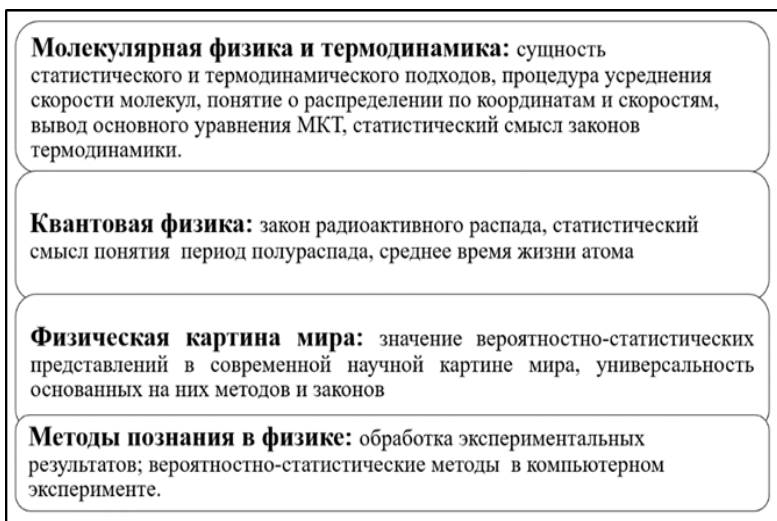 Молекулярная физика и термодинамика: сущность
статистического и термодинамического подходов, процедура усреднения
скорости молекул, понятие о распределении по координатам и скоростям,
вывод основного уравнения МКТ, статистический смысл законов
термодинамики.
Квантовая физика: закон радиоактивного распада, статистический
смысл понятия период полураспада, среднее время жизни атома
Физическая картина мира: значение вероятностно-статистических
представлений в современной научной картине мира, универсальность
основанных на них методов и законов
Методы познания в физике: обработка экспериментальных
результатов; вероятностно-статистические методы в компьютерном
эксперименте.